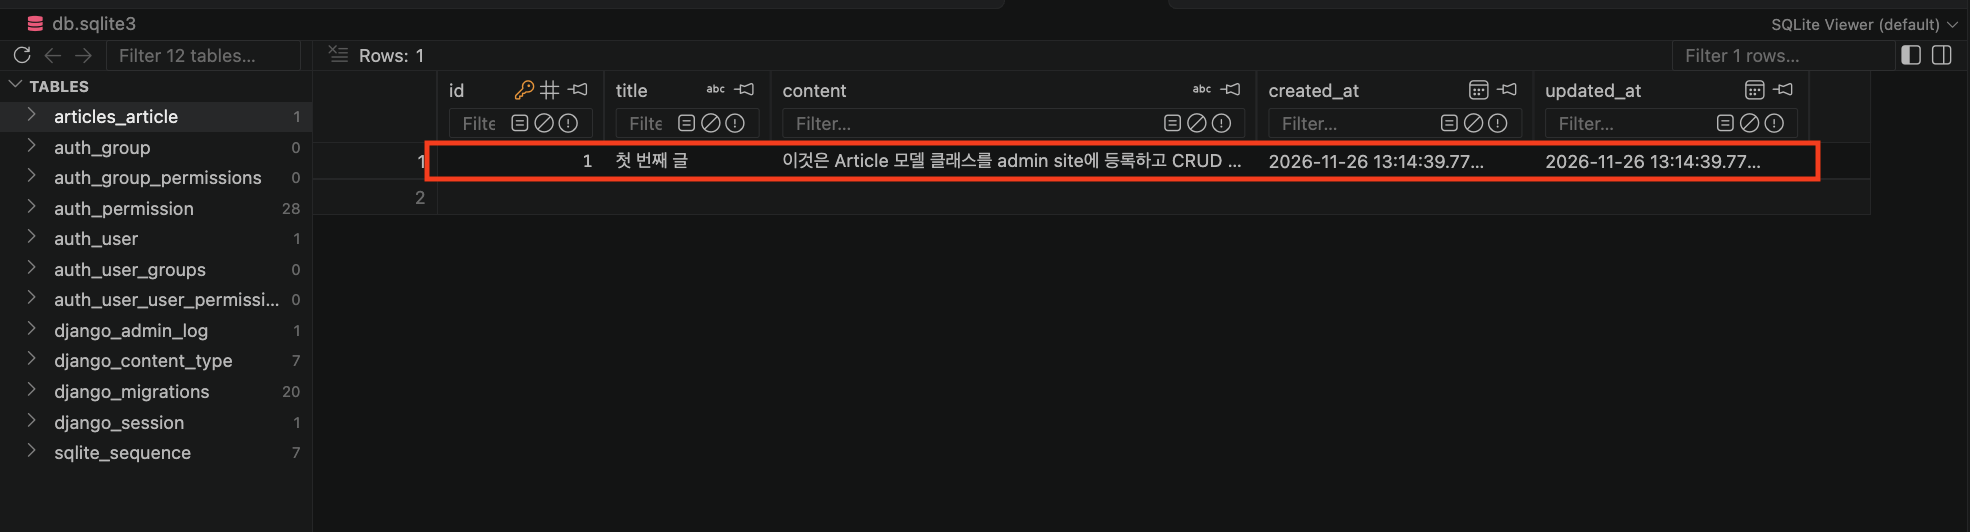 db.sqlite3
SQLite Viewer (default)
Filter 12 tables...
Rows: 1
Filter 1 rows...
TABLES
articles_article 1
auth_group 0
auth_group_permissions 0
auth_permission 28
auth_user 1
auth_user_groups 0
auth_user_user_permissi... 0
django_admin_log 1
django_content_type 7
django_migrations 20
django_session 1
sqlite_sequence 7
id title abc content abc created_at updated_at
Filte Filte Filter... Filter... Filter...
1 1 첫 번째 글 이것은 Article 모델 클래스를 admin site에 등록하고 CRUD ... 2026-11-26 13:14:39.77... 2026-11-26 13:14:39.77...
2